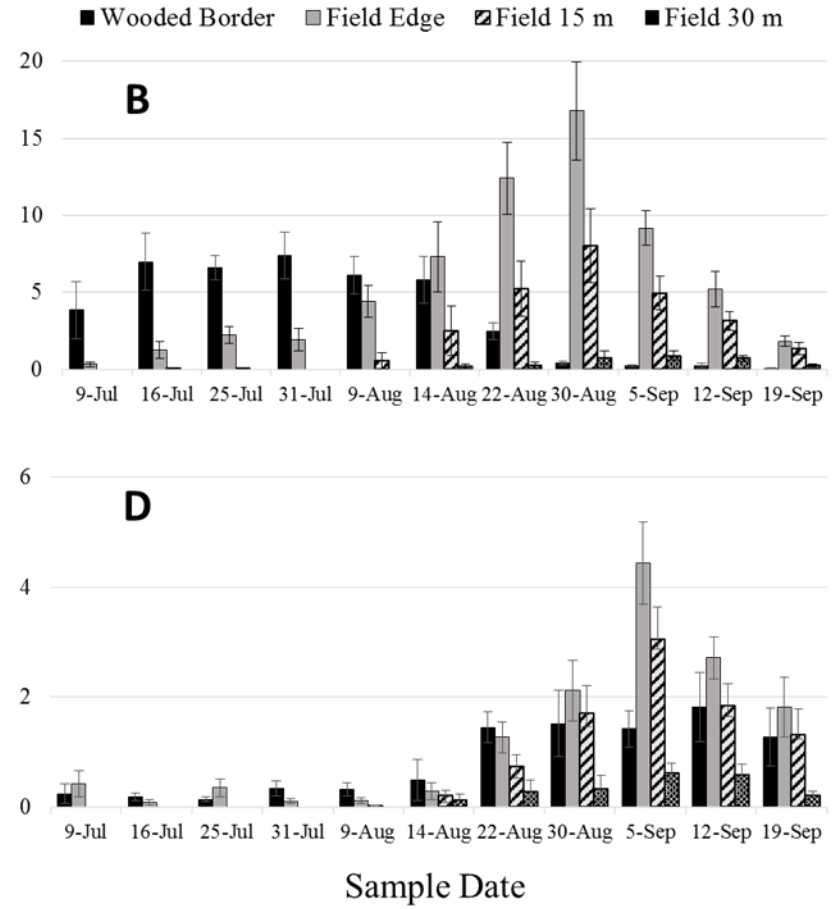 Wooded Border Field Edge Field 15 m Field 30 m
20
B
15
10
5
0
9-Jul 16-Jul 25-Jul 31-Jul 9-Aug 14-Aug 22-Aug 30-Aug 5-Sep 12-Sep 19-Sep
6
D
4
2
0
9-Jul 16-Jul 25-Jul 31-Jul 9-Aug 14-Aug 22-Aug 30-Aug 5-Sep 12-Sep 19-Sep
Sample Date